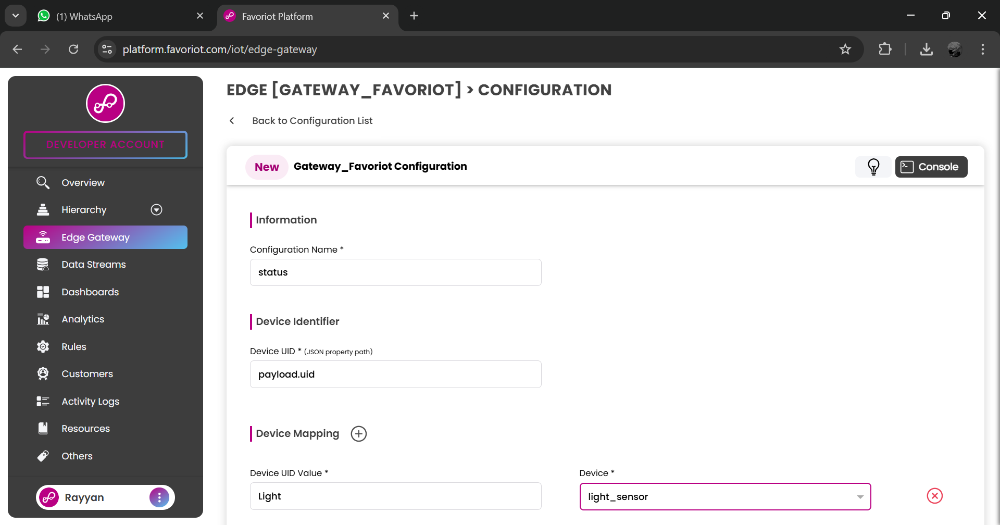 (1) WhatsApp
Favoriot Platform
platform.favoriot.com/iot/edge-gateway
DEVELOPER ACCOUNT
Overview
Hierarchy
Edge Gateway
Data Streams
Dashboards
Analytics
Rules
Customers
Activity Logs
Resources
Others
Rayyan
EDGE [GATEWAY_FAVORIOT] > CONFIGURATION
Back to Configuration List
New Gateway_Favoriot Configuration
Console
Information
Configuration Name *
status
Device Identifier
Device UID * (JSON property path)
payload.uid
Device Mapping
Device UID Value *
Device *
Light
light_sensor